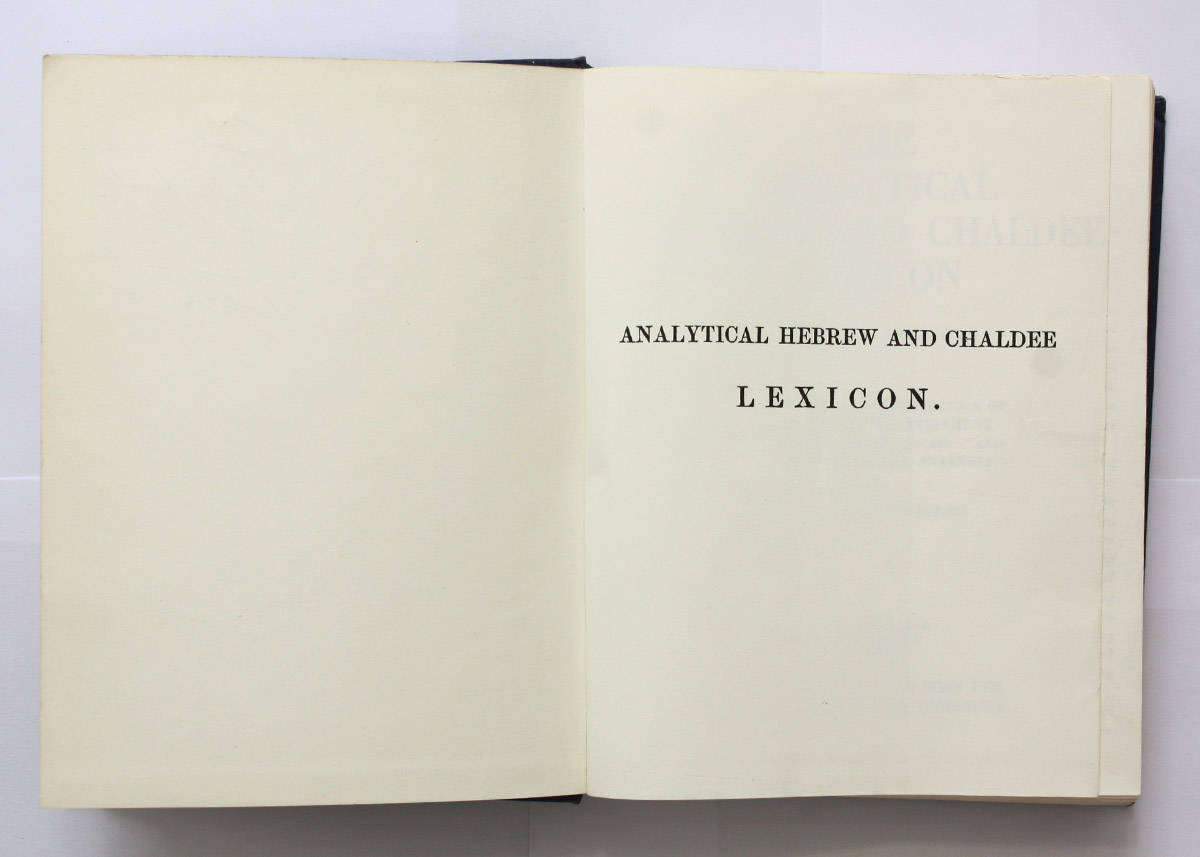 ANALYTICAL HEBREW AND CHALDEE
LEXICON.